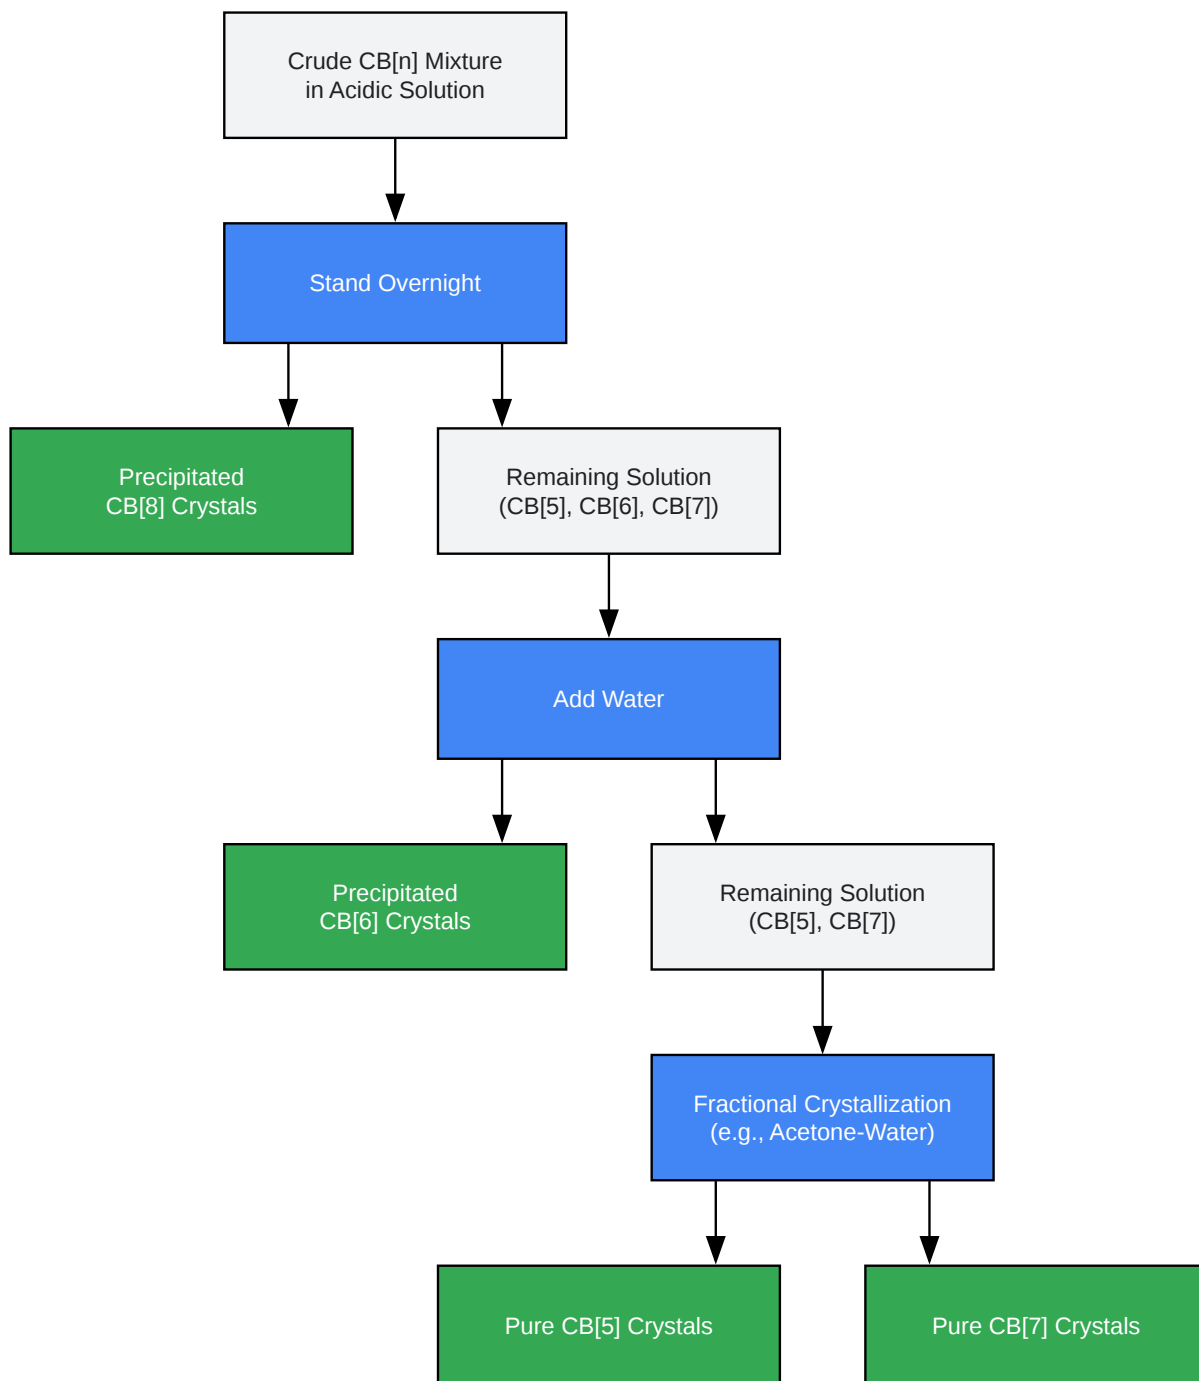 Crude CB[n] Mixture
in Acidic Solution
Stand Overnight
Precipitated
CB[8] Crystals
Remaining Solution
(CB[5], CB[6], CB[7])
Add Water
Precipitated
CB[6] Crystals
Remaining Solution
(CB[5], CB[7])
Fractional Crystallization
(e.g., Acetone-Water)
Pure CB[5] Crystals
Pure CB[7] Crystals